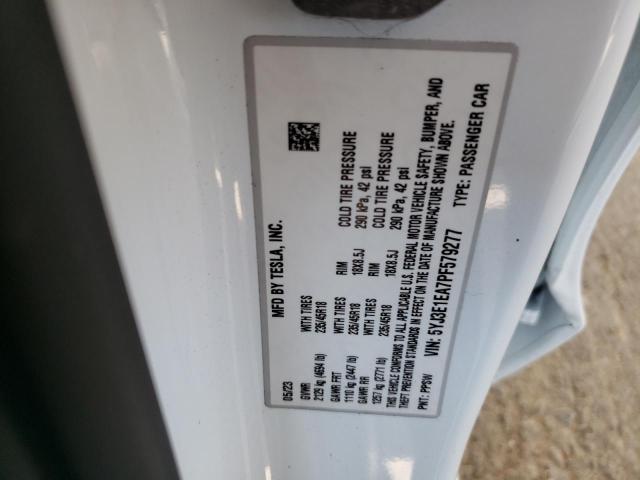 MFD BY TESLA, INC.
05/23
GVWR
2129 kg (4694 lb)
GAWR FRT WITH TIRES RIM COLD TIRE PRESSURE
1110 kg (2447 lb) 235/45R18 18X8.5J 290 kPa, 42 psi
GAWR RR WITH TIRES RIM COLD TIRE PRESSURE
1257 kg (2771 lb) 235/45R18 18X8.5J 290 kPa, 42 psi
THIS VEHICLE CONFORMS TO ALL APPLICABLE U.S. FEDERAL MOTOR VEHICLE SAFETY, BUMPER, AND
THEFT PREVENTION STANDARDS IN EFFECT ON THE DATE OF MANUFACTURE SHOWN ABOVE.
VIN: 5YJ3E1EA7PF579277
PNT: PPSW TYPE: PASSENGER CAR